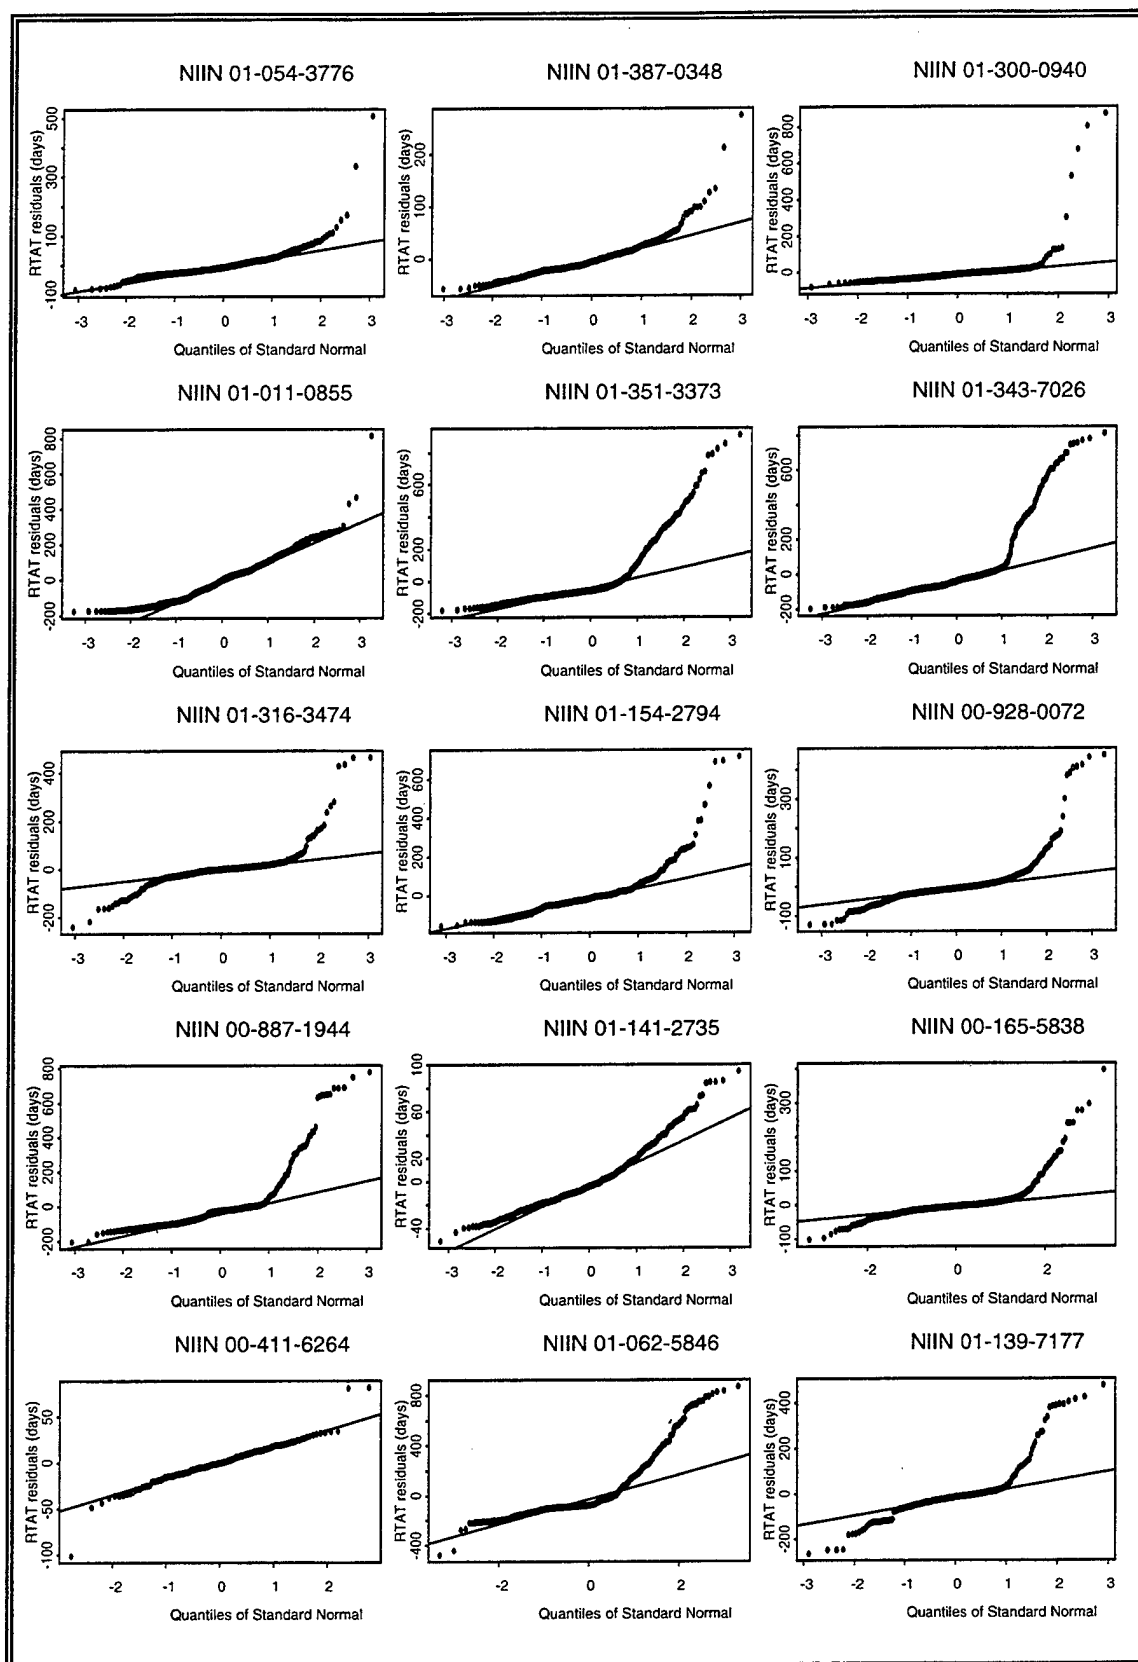 NIIN 01-054-3776
NIIN 01-387-0348
NIIN 01-300-0940
RTAT residuals (days)
-100 100 300 500
-3 -2 -1 0 1 2 3
Quantiles of Standard Normal
RTAT residuals (days)
0 100 200
-3 -2 -1 0 1 2 3
Quantiles of Standard Normal
RTAT residuals (days)
0 200 400 600 800
-3 -2 -1 0 1 2 3
Quantiles of Standard Normal
NIIN 01-011-0855
NIIN 01-351-3373
NIIN 01-343-7026
RTAT residuals (days)
-200 0 200 400 600 800
-3 -2 -1 0 1 2 3
Quantiles of Standard Normal
RTAT residuals (days)
-200 200 600
-3 -2 -1 0 1 2 3
Quantiles of Standard Normal
RTAT residuals (days)
-200 200 600
-3 -2 -1 0 1 2 3
Quantiles of Standard Normal
NIIN 01-316-3474
NIIN 01-154-2794
NIIN 00-928-0072
RTAT residuals (days)
-200 0 200 400
-3 -2 -1 0 1 2 3
Quantiles of Standard Normal
RTAT residuals (days)
0 200 400 600
-3 -2 -1 0 1 2 3
Quantiles of Standard Normal
RTAT residuals (days)
-100 100 300
-3 -2 -1 0 1 2 3
Quantiles of Standard Normal
NIIN 00-887-1944
NIIN 01-141-2735
NIIN 00-165-5838
RTAT residuals (days)
-200 0 200 400 600 800
-3 -2 -1 0 1 2 3
Quantiles of Standard Normal
RTAT residuals (days)
-40 0 20 60 100
-3 -2 -1 0 1 2 3
Quantiles of Standard Normal
RTAT residuals (days)
-100 0 100 300
-2 0 2
Quantiles of Standard Normal
NIIN 00-411-6264
NIIN 01-062-5846
NIIN 01-139-7177
RTAT residuals (days)
-100 -50 0 50
-2 -1 0 1 2
Quantiles of Standard Normal
RTAT residuals (days)
-400 0 400 800
-2 0 2
Quantiles of Standard Normal
RTAT residuals (days)
-200 0 200 400
-3 -2 -1 0 1 2 3
Quantiles of Standard Normal